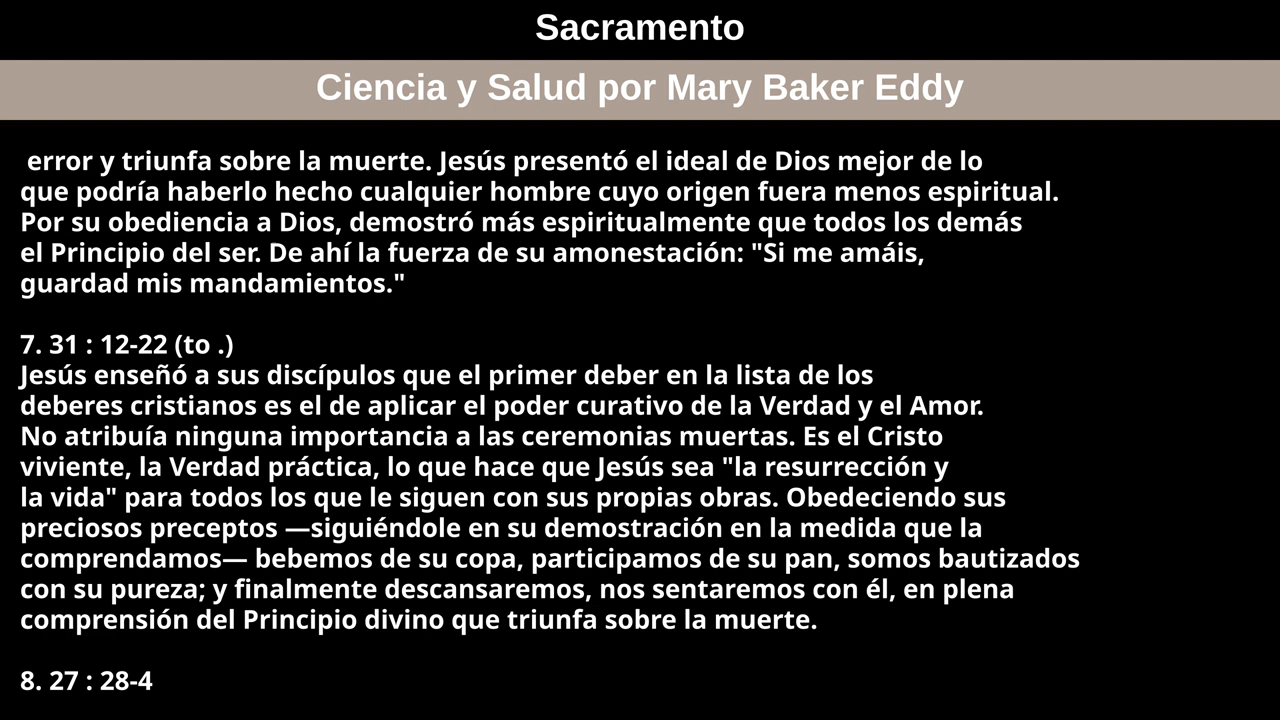 Sacramento
Ciencia y Salud por Mary Baker Eddy
error y triunfa sobre la muerte. Jesús presentó el ideal de Dios mejor de lo
que podría haberlo hecho cualquier hombre cuyo origen fuera menos espiritual.
Por su obediencia a Dios, demostró más espiritualmente que todos los demás
el Principio del ser. De ahí la fuerza de su amonestación: "Si me amáis,
guardad mis mandamientos."
7. 31 : 12-22 (to .)
Jesús enseñó a sus discípulos que el primer deber en la lista de los
deberes cristianos es el de aplicar el poder curativo de la Verdad y el Amor.
No atribuía ninguna importancia a las ceremonias muertas. Es el Cristo
viviente, la Verdad práctica, lo que hace que Jesús sea "la resurrección y
la vida" para todos los que le siguen con sus propias obras. Obedeciendo sus
preciosos preceptos —siguiéndole en su demostración en la medida que la
comprendamos— bebemos de su copa, participamos de su pan, somos bautizados
con su pureza; y finalmente descansaremos, nos sentaremos con él, en plena
comprensión del Principio divino que triunfa sobre la muerte.
8. 27 : 28-4